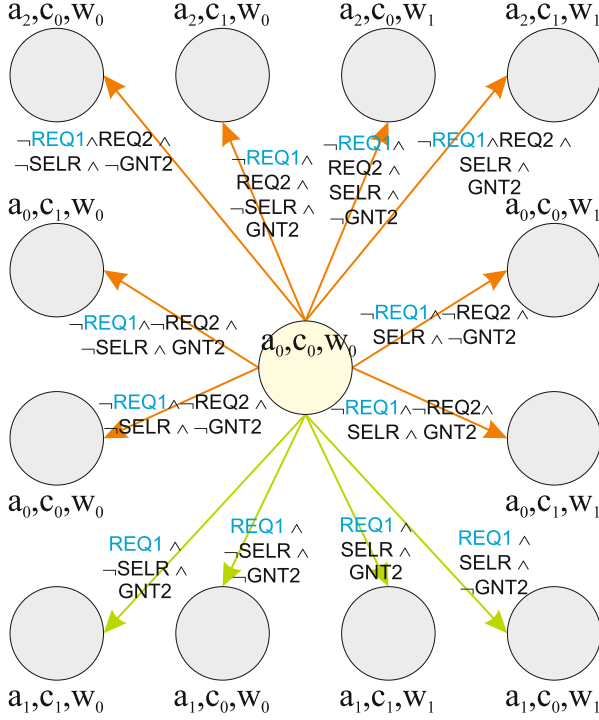 a2,c0,w0
a2,c1,w0
a2,c0,w1
a2,c1,w1
¬REQ1∧REQ2 ∧
¬SELR ∧ ¬GNT2
¬REQ1∧
REQ2 ∧
¬SELR ∧
GNT2
¬REQ1∧
REQ2 ∧
SELR ∧
¬GNT2
¬REQ1∧REQ2 ∧
SELR ∧
GNT2
a0,c1,w0
a0,c0,w1
¬REQ1∧¬REQ2 ∧
¬SELR ∧ GNT2
a0,c0,w0
¬REQ1∧¬REQ2 ∧
SELR ∧ ¬GNT2
¬REQ1∧¬REQ2 ∧
¬SELR ∧ ¬GNT2
¬REQ1∧¬REQ2∧
SELR ∧ GNT2
a0,c0,w0
a0,c1,w1
REQ1 ∧
¬SELR ∧
GNT2
REQ1 ∧
¬SELR ∧
¬GNT2
REQ1 ∧
SELR ∧
GNT2
REQ1 ∧
SELR ∧
¬GNT2
a1,c1,w0
a1,c0,w0
a1,c1,w1
a1,c0,w1